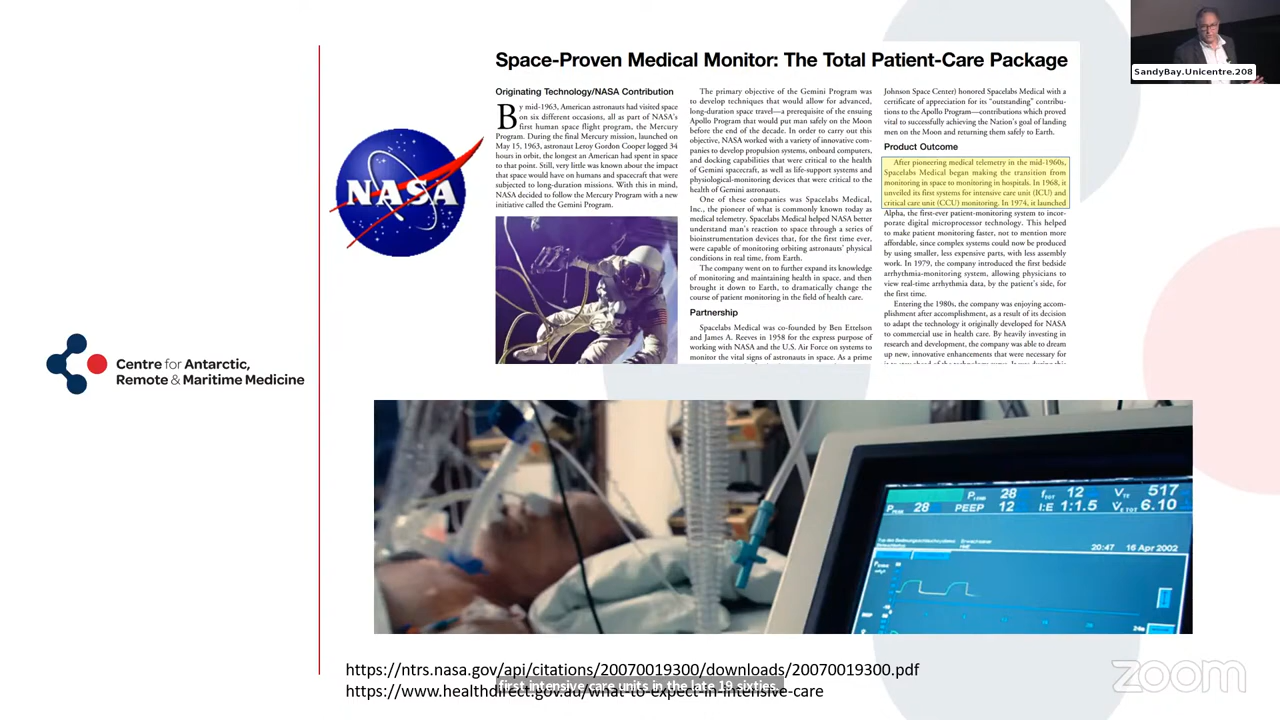 SandyBay.Unicentre.208
NASA
Centre for Antarctic,
Remote & Maritime Medicine
Space-Proven Medical Monitor: The Total Patient-Care Package
Originating Technology/NASA Contribution
By mid-1963, American astronauts had visited space
on six different occasions, all as part of NASA's
first human space flight program, the Mercury
Program. During the final Mercury mission, launched on
May 15, 1963, astronaut Leroy Gordon Cooper logged 34
hours in orbit, the longest an American had spent in space
to that point. Still, very little was known about the impact
that space would have on humans and spacecraft that were
subjected to long-duration missions. With this in mind,
NASA decided to follow the Mercury Program with a new
initiative called the Gemini Program.
The primary objective of the Gemini Program was
to develop techniques that would allow for advanced,
long-duration space travel—a prerequisite of the ensuing
Apollo Program that would put man safely on the Moon
before the end of the decade. In order to carry out this
objective, NASA worked with a variety of innovative com-
panies to develop propulsion systems, onboard computers,
and docking capabilities that were critical to the health
of Gemini spacecraft, as well as life-support systems and
physiological-monitoring devices that were critical to the
health of Gemini astronauts.
One of these companies was Spacelabs Medical,
Inc., the pioneer of what is commonly known today as
medical telemetry. Spacelabs Medical helped NASA better
understand man's reaction to space through a series of
bioinstrumentation devices that, for the first time ever,
were capable of monitoring orbiting astronauts' physical
conditions in real time, from Earth.
The company went on to further expand its knowledge
of monitoring and maintaining health in space, and then
brought it down to Earth, to dramatically change the
course of patient monitoring in the field of health care.
Partnership
Spacelabs Medical was co-founded by Ben Ettelson
and James A. Reeves in 1958 for the express purpose of
working with NASA and the U.S. Air Force on systems to
monitor the vital signs of astronauts in space. As a prime
Johnson Space Center) honored Spacelabs Medical with a
certificate of appreciation for its "outstanding" contribu-
tions to the Apollo Program—contributions which proved
vital to successfully achieving the Nation's goal of landing
men on the Moon and returning them safely to Earth.
Product Outcome
After pioneering medical telemetry in the mid-1960s,
Spacelabs Medical began making the transition from
monitoring in space to monitoring in hospitals. In 1968, it
unveiled its first systems for intensive care unit (ICU) and
critical care unit (CCU) monitoring. In 1974, it launched
Alpha, the first-ever patient-monitoring system to incor-
porate digital microprocessor technology. This helped
to make patient monitoring faster, not to mention more
affordable, since complex systems could now be produced
by using smaller, less expensive parts, with less assembly
work. In 1979, the company introduced the first bedside
arrhythmia-monitoring system, allowing physicians to
view real-time arrhythmia data, by the patient's side, for
the first time.
Entering the 1980s, the company was enjoying accom-
plishment after accomplishment, as a result of its decision
to adapt the technology it originally developed for NASA
to commercial use in health care. By heavily investing in
research and development, the company was able to dream
up new, innovative enhancements that were necessary for
28 fTOT 12 VTE 517
28 PEEP 12 I:E 1:1.5 6.10
20:47 16 Apr 2002
https://ntrs.nasa.gov/api/citations/20070019300/downloads/20070019300.pdf
first intensive care units in the late 19 sixties.
https://www.healthdirect.gov.au/what-to-expect-in-intensive-care
zoom